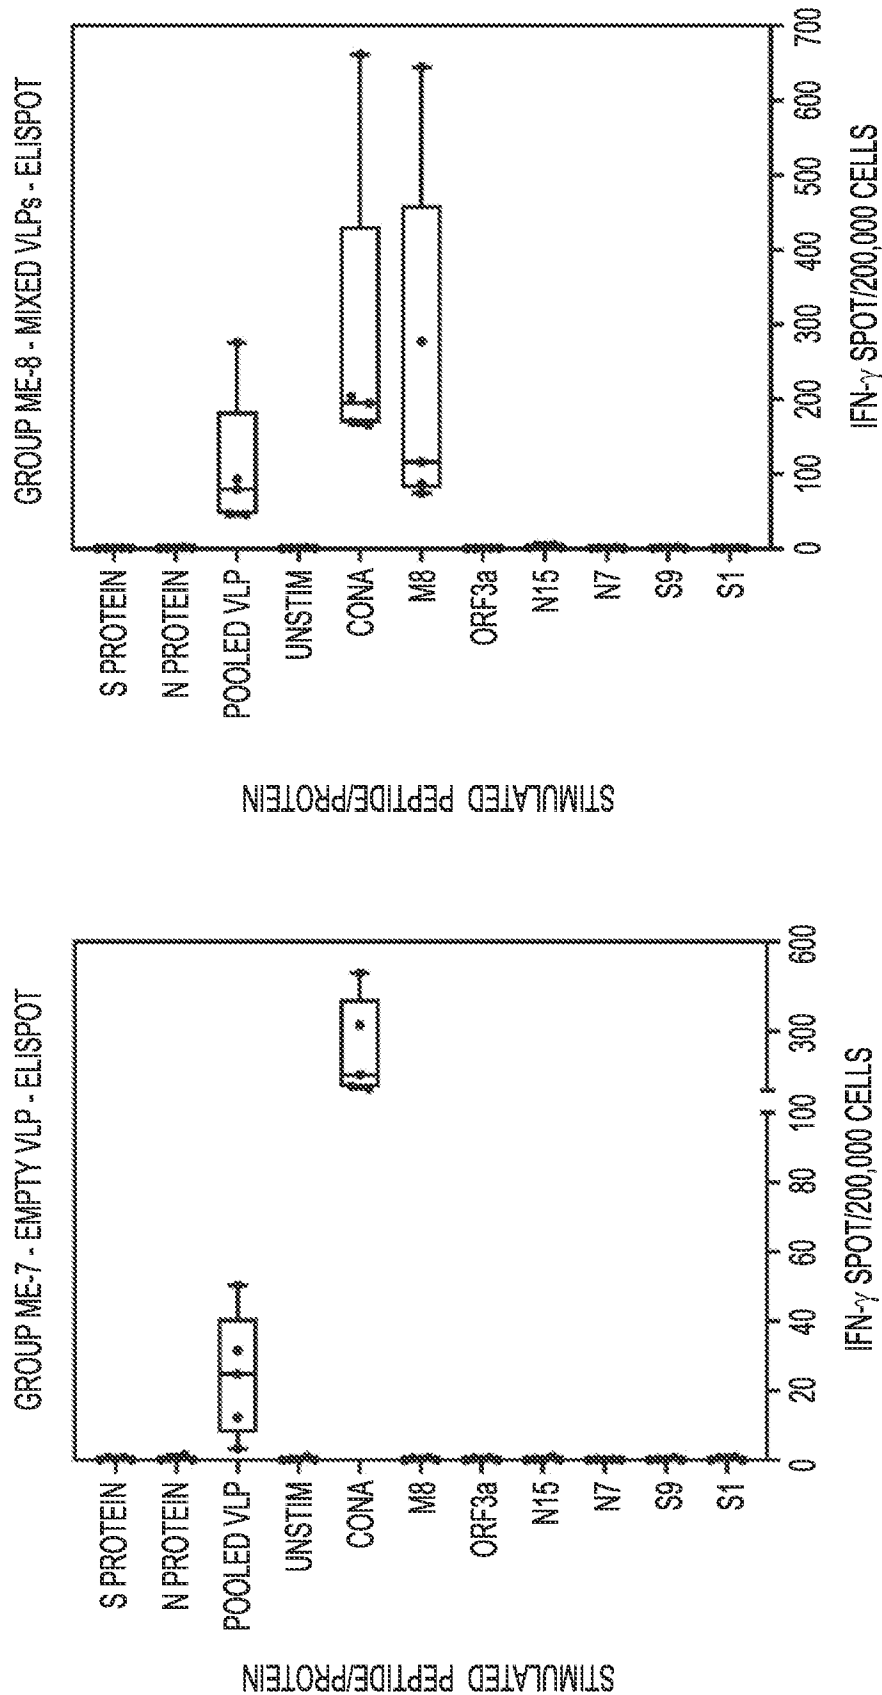 GROUP ME-7 - EMPTY VLP - ELISPOT
STIMULATED PEPTIDE/PROTEIN
S PROTEIN
N PROTEIN
POOLED VLP
UNSTIM
CONA
M8
ORF3a
N15
N7
S9
S1
0 20 40 60 80 100 300 600
IFN-γ SPOT/200,000 CELLS
GROUP ME-8 - MIXED VLPs - ELISPOT
STIMULATED PEPTIDE/PROTEIN
S PROTEIN
N PROTEIN
POOLED VLP
UNSTIM
CONA
M8
ORF3a
N15
N7
S9
S1
0 100 200 300 400 500 600 700
IFN-γ SPOT/200,000 CELLS